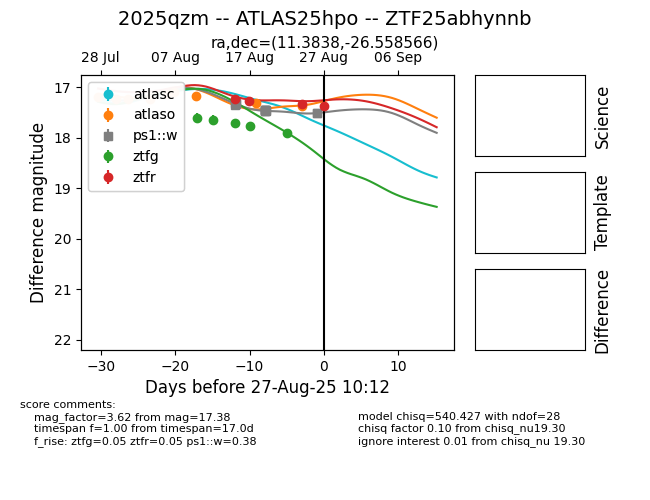 2025qzm -- ATLAS25hpo -- ZTF25abhynnb
ra,dec=(11.3838,-26.558566)
28 Jul 07 Aug 17 Aug 27 Aug 06 Sep
17
18
19
20
21
22
Difference magnitude
atlasc
atlaso
ps1::w
ztfg
ztfr
−30 −20 −10 0 10
Days before 27-Aug-25 10:12
Science
Template
Difference
score comments:
mag_factor=3.62 from mag=17.38
timespan f=1.00 from timespan=17.0d
f_rise: ztfg=0.05 ztfr=0.05 ps1::w=0.38
model chisq=540.427 with ndof=28
chisq factor 0.10 from chisq_nu19.30
ignore interest 0.01 from chisq_nu 19.30